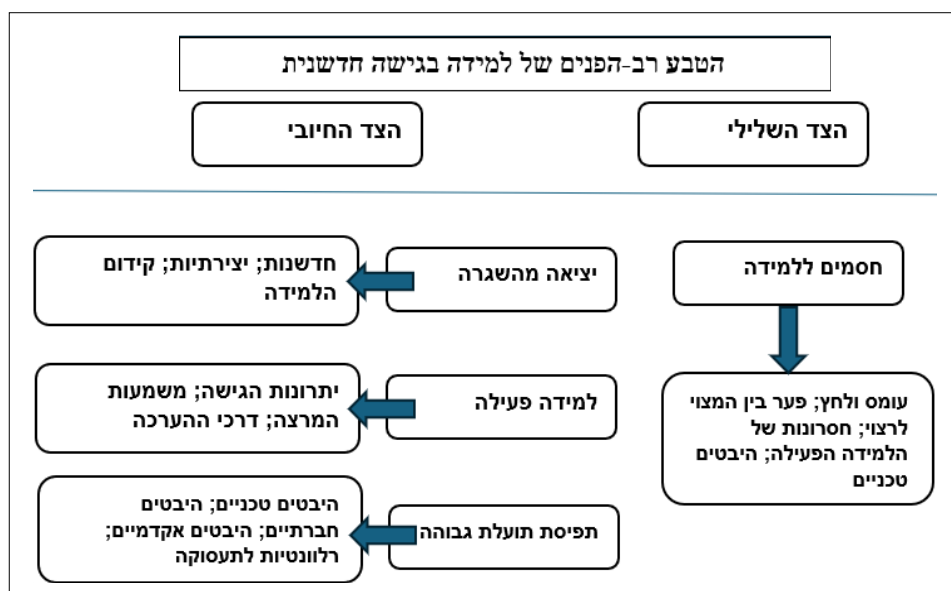 הטבע רב-הפנים של למידה בגישה חדשנית
הצד השלילי
הצד החיובי
חסמים ללמידה
עומס ולחץ; פער בין המצוי
לרצוי; חסרונות של
הלמידה הפעילה; היבטים
טכניים
יציאה מהשגרה
חדשנות; יצירתיות; קידום
הלמידה
למידה פעילה
יתרונות הגישה; משמעות
המרצה; דרכי ההערכה
תפיסת תועלת גבוהה
היבטים טכניים; היבטים
חברתיים; היבטים אקדמיים;
רלוונטיות לתעסוקה